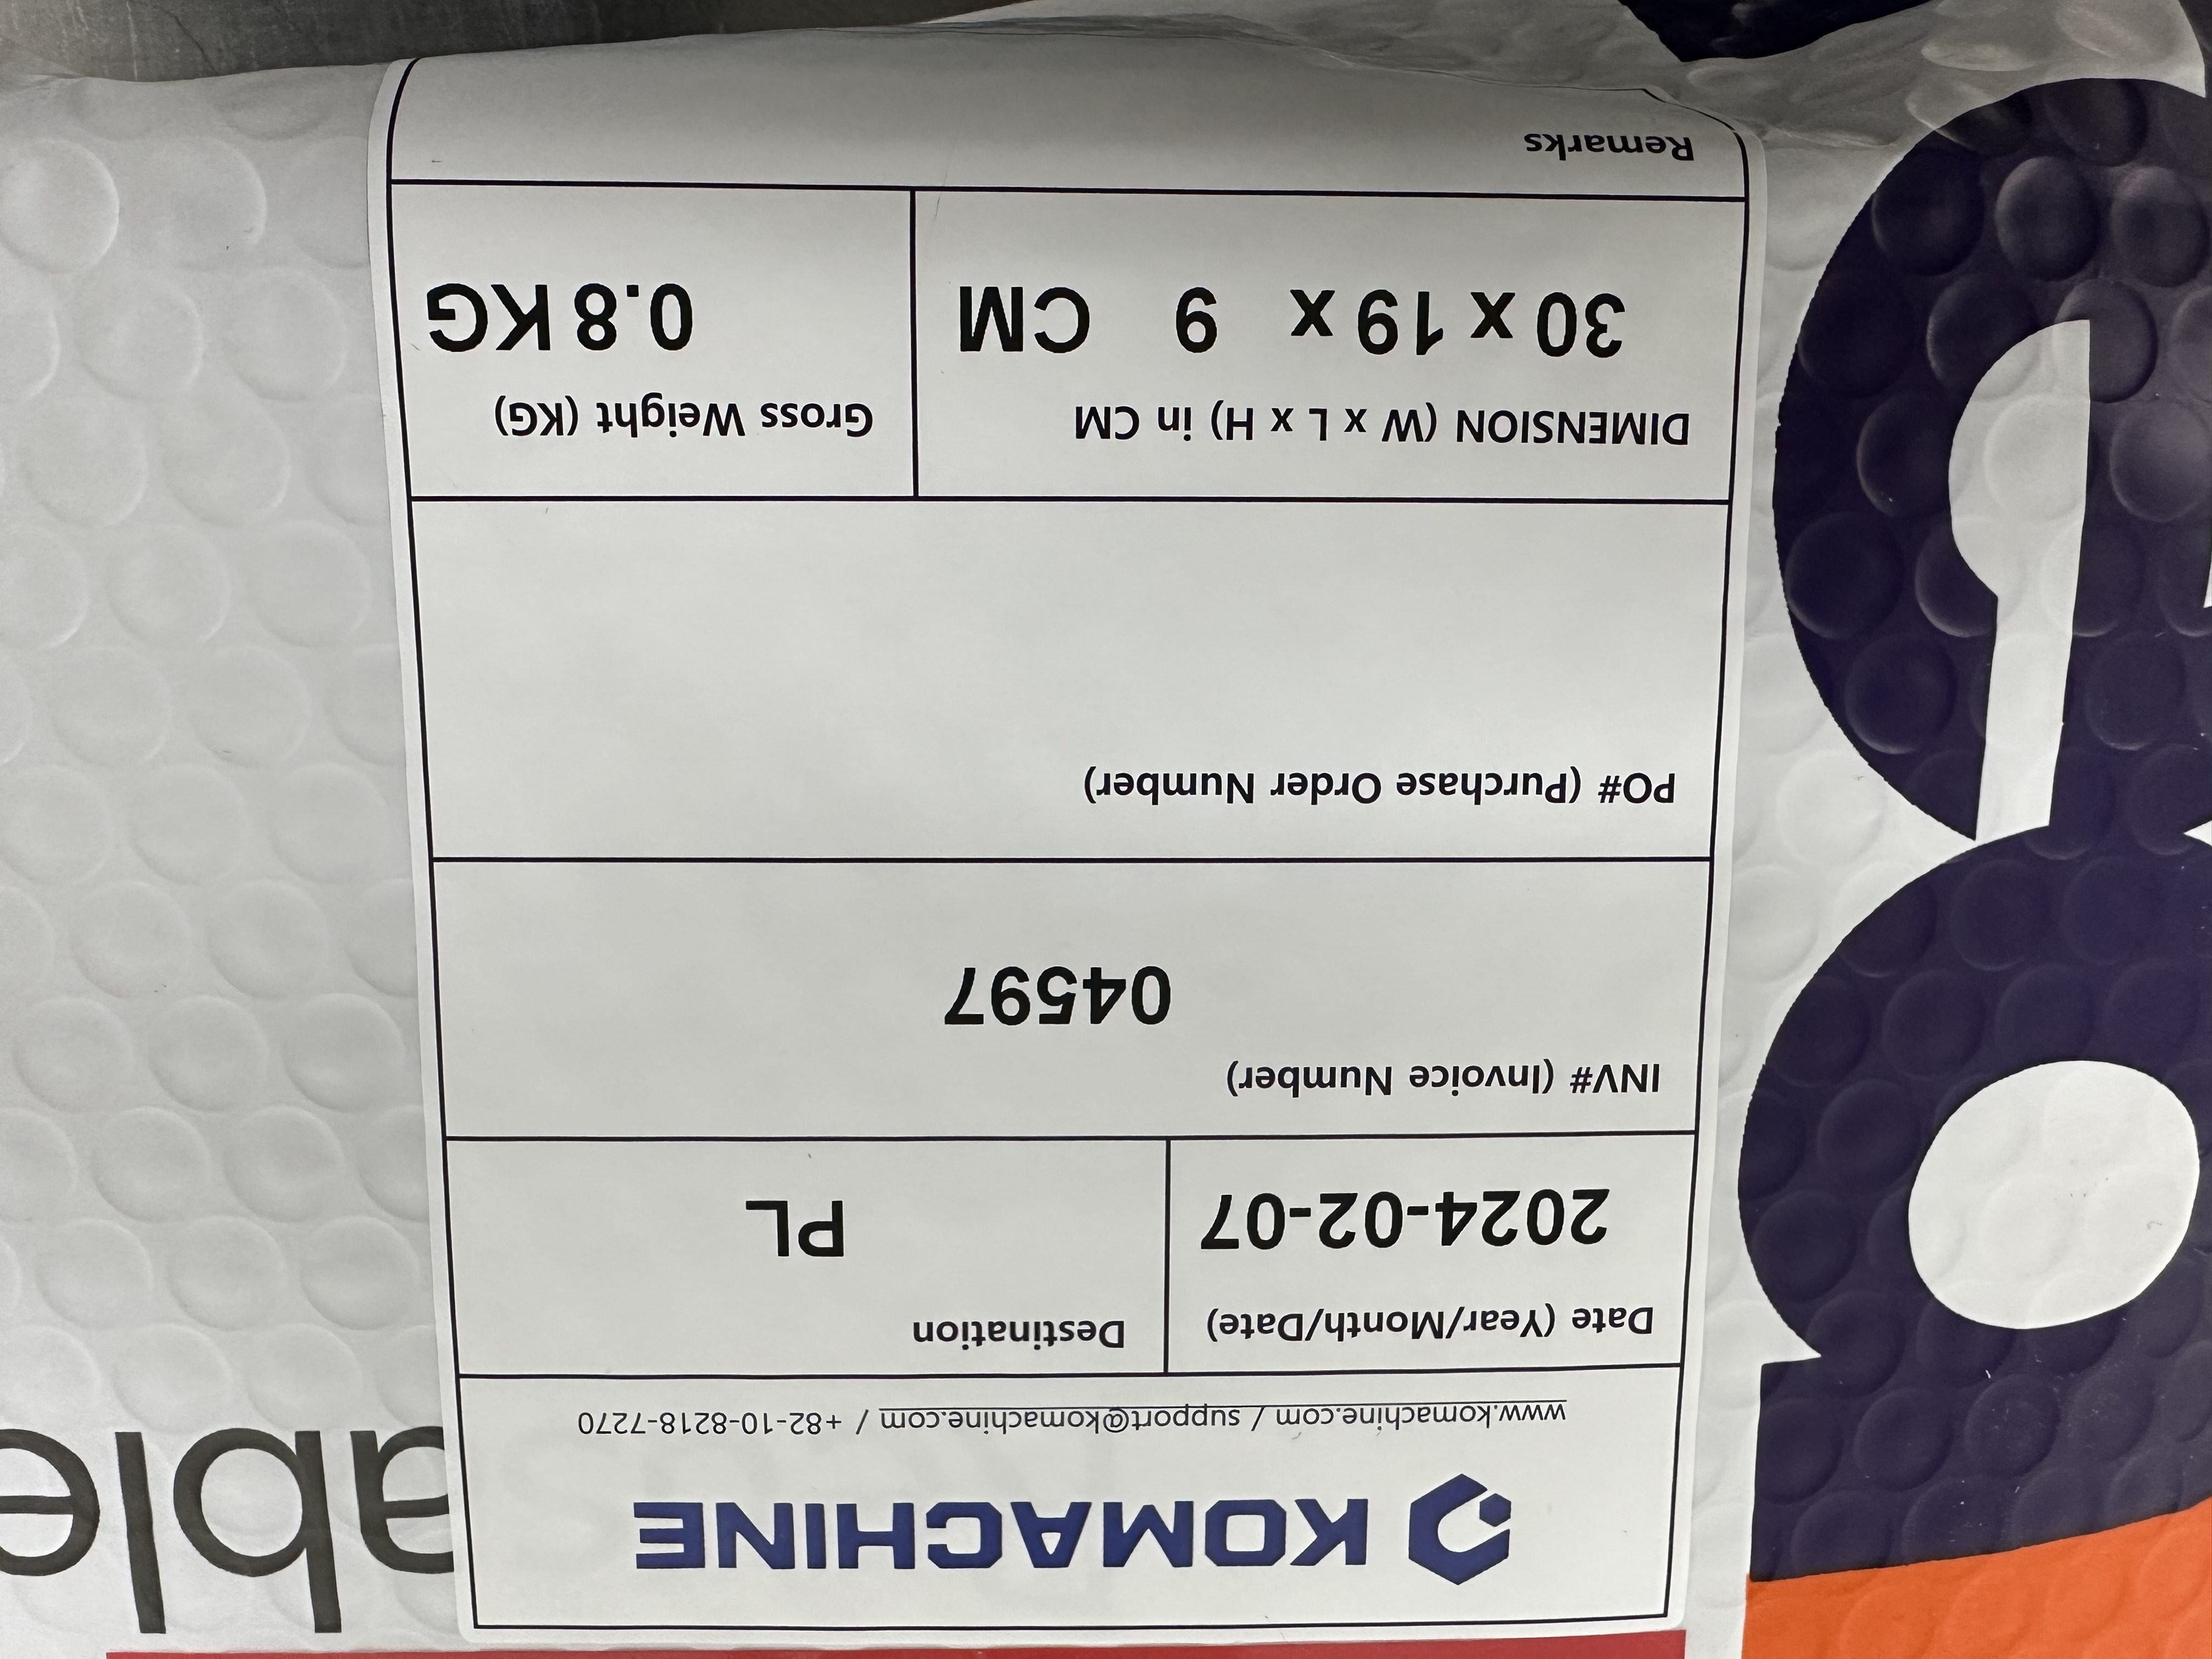 KOMACHINE
www.komachine.com / support@komachine.com / +82-10-8218-7270
Date (Year/Month/Date)
2024-02-07
Destination
PL
INV# (Invoice Number)
04597
PO# (Purchase Order Number)
DIMENSION (W x L x H) in CM
30 x 19 x 9 CM
Gross Weight (KG)
0.8 KG
Remarks
able